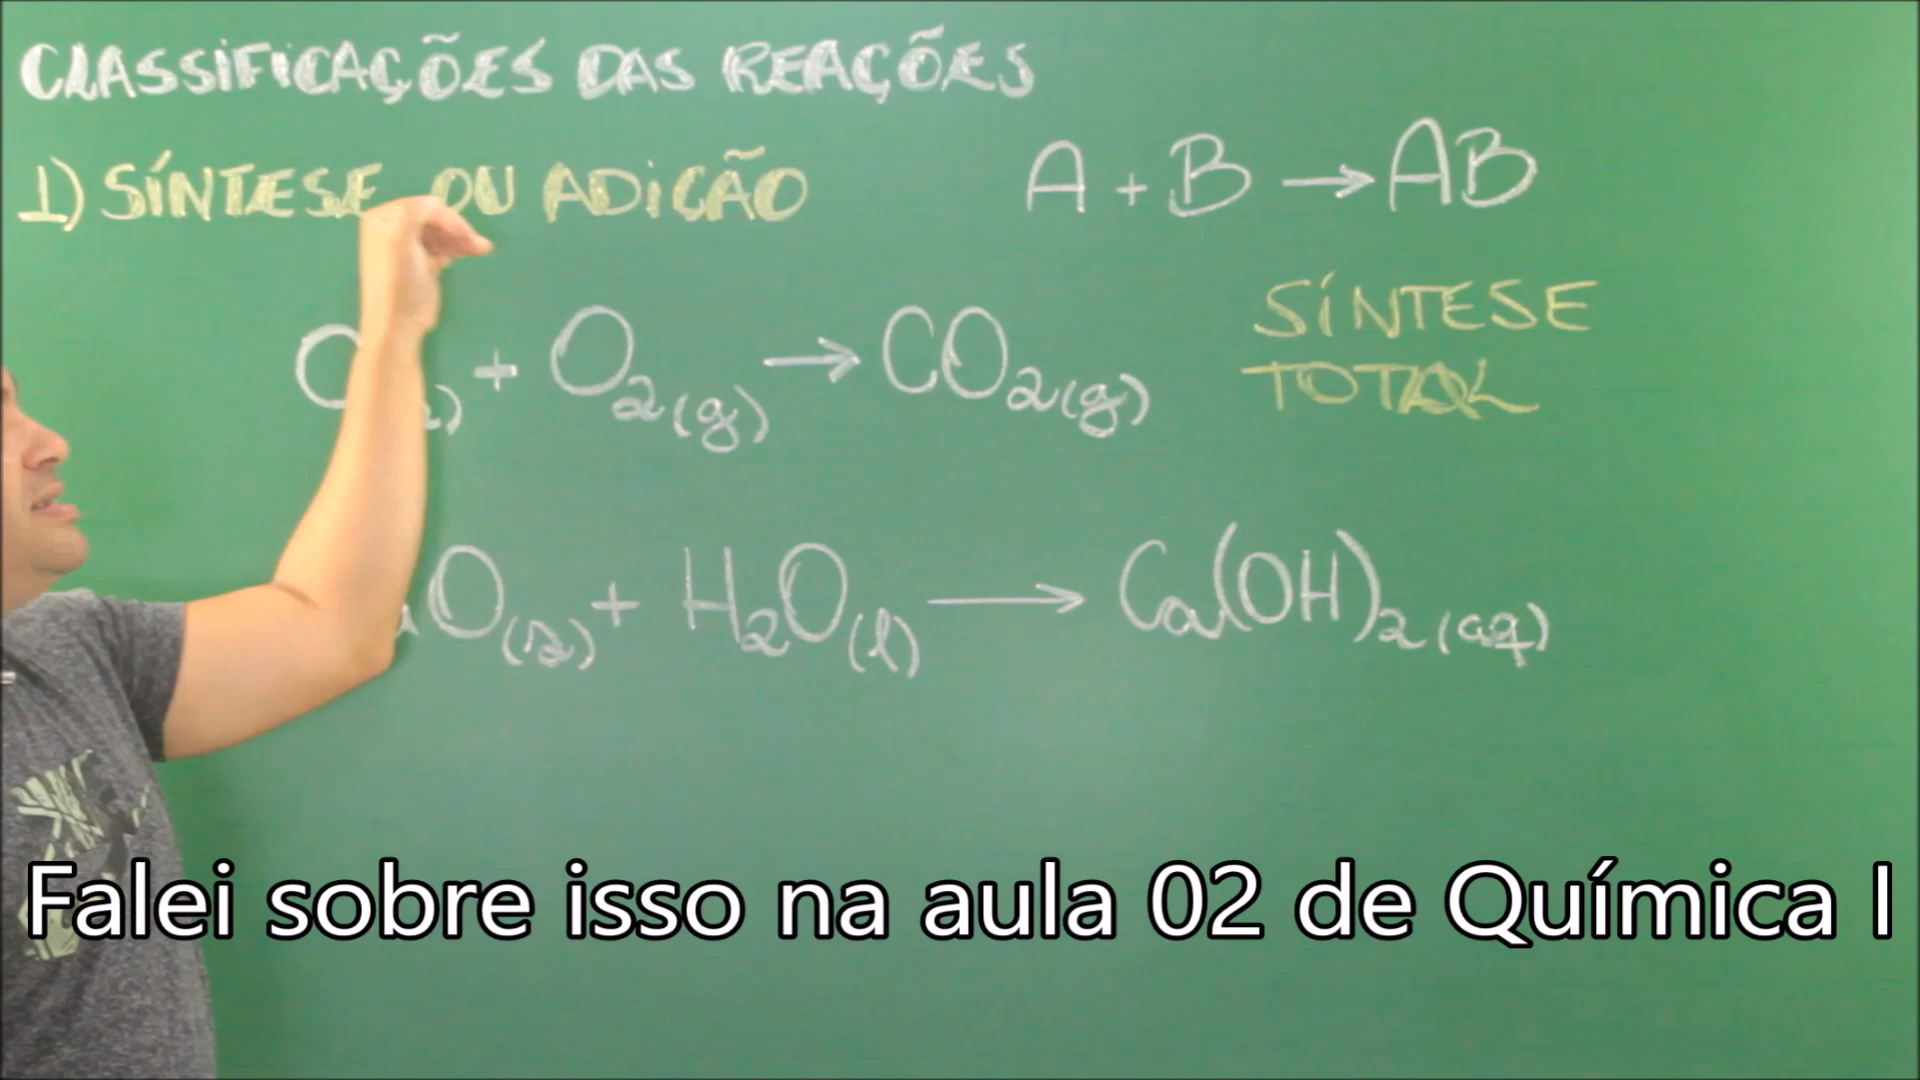 CLASSIFICAÇÕES DAS REAÇÕES
1) SÍNTESE OU ADIÇÃO
A + B → AB
+ O2(g) → CO2(g)
SÍNTESE
TOTAL
O(s) + H2O(l) → Ca(OH)2(aq)
Falei sobre isso na aula 02 de Química I